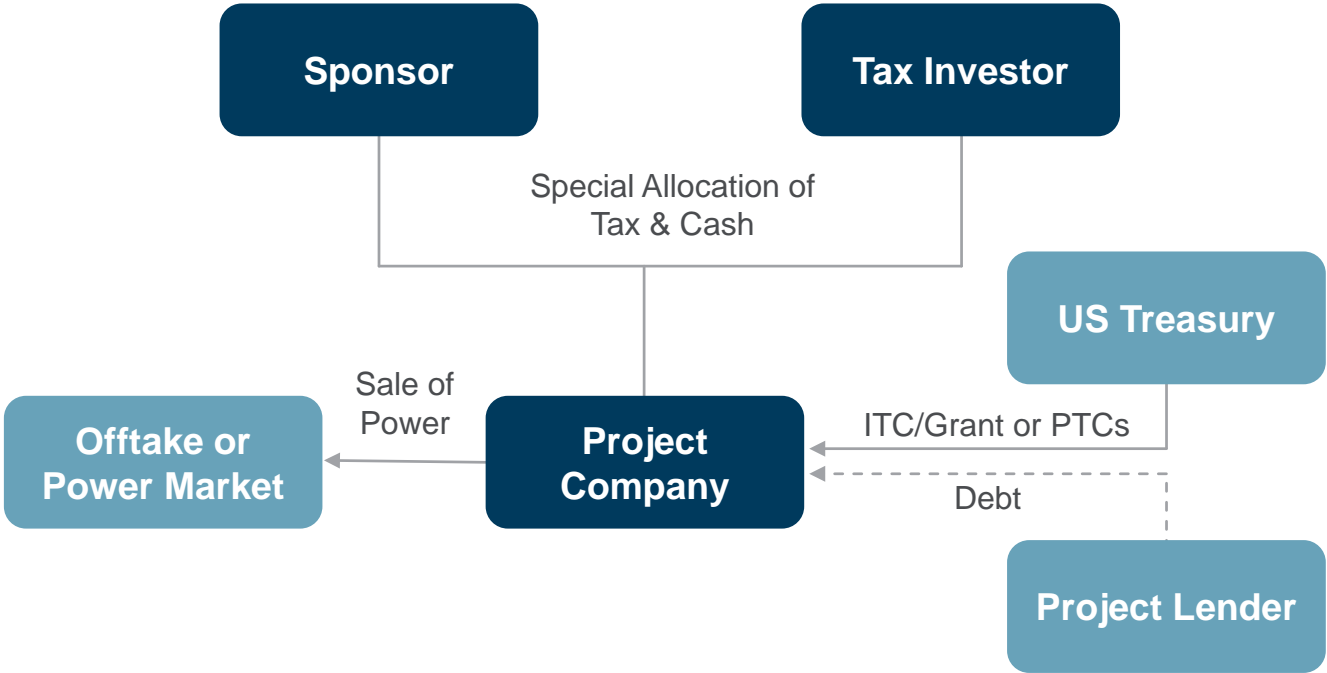 Sponsor
Tax Investor
Special Allocation of
Tax & Cash
US Treasury
Sale of
Power
ITC/Grant or PTCs
Offtake or
Power Market
Project
Company
Debt
Project Lender